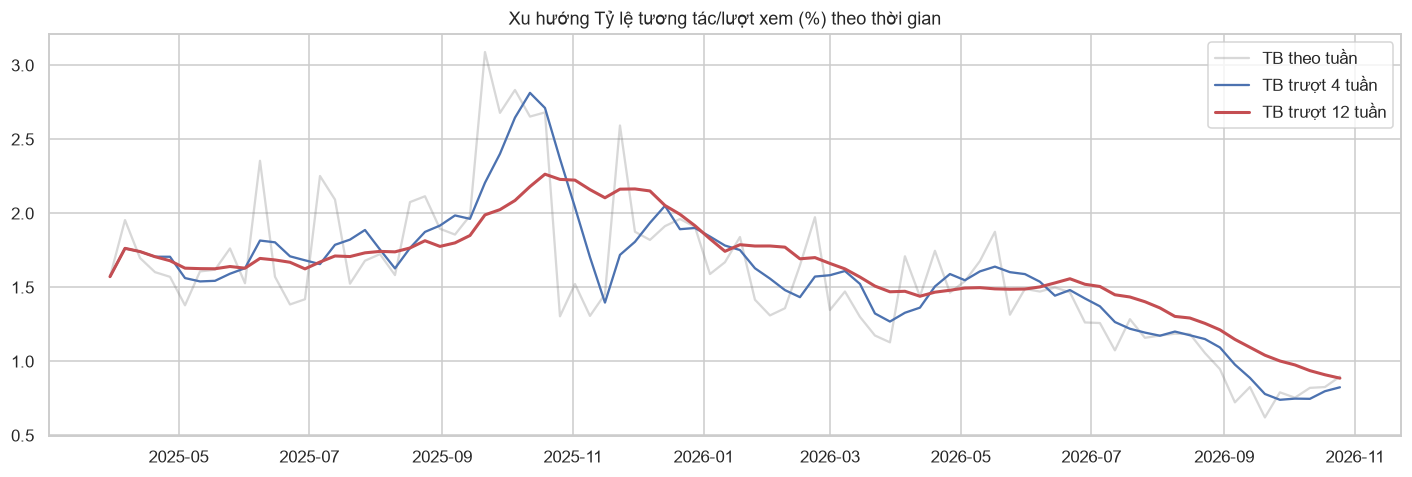 Xu hướng Tỷ lệ tương tác/lượt xem (%) theo thời gian
TB theo tuần
TB trượt 4 tuần
TB trượt 12 tuần
3.0
2.5
2.0
1.5
1.0
0.5
2025-05 2025-07 2025-09 2025-11 2026-01 2026-03 2026-05 2026-07 2026-09 2026-11